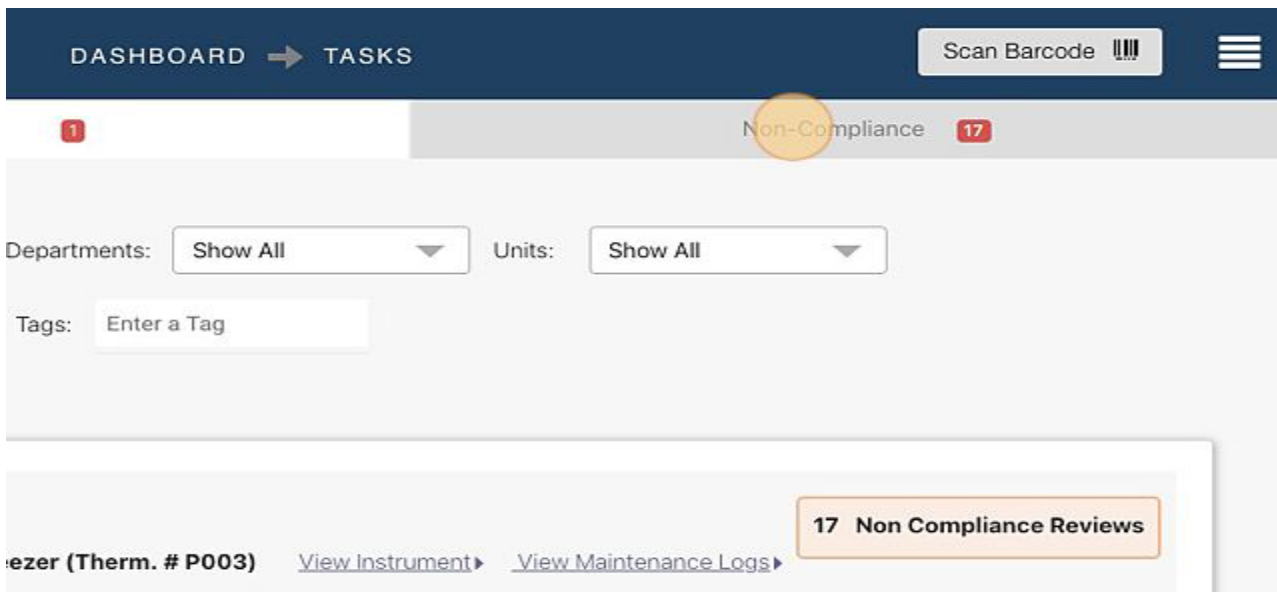 DASHBOARD TASKS Scan Barcode
1 Non-Compliance 17
Departments: Show All Units: Show All
Tags: Enter a Tag
17 Non Compliance Reviews
ezer (Therm. # P003) View Instrument View Maintenance Logs